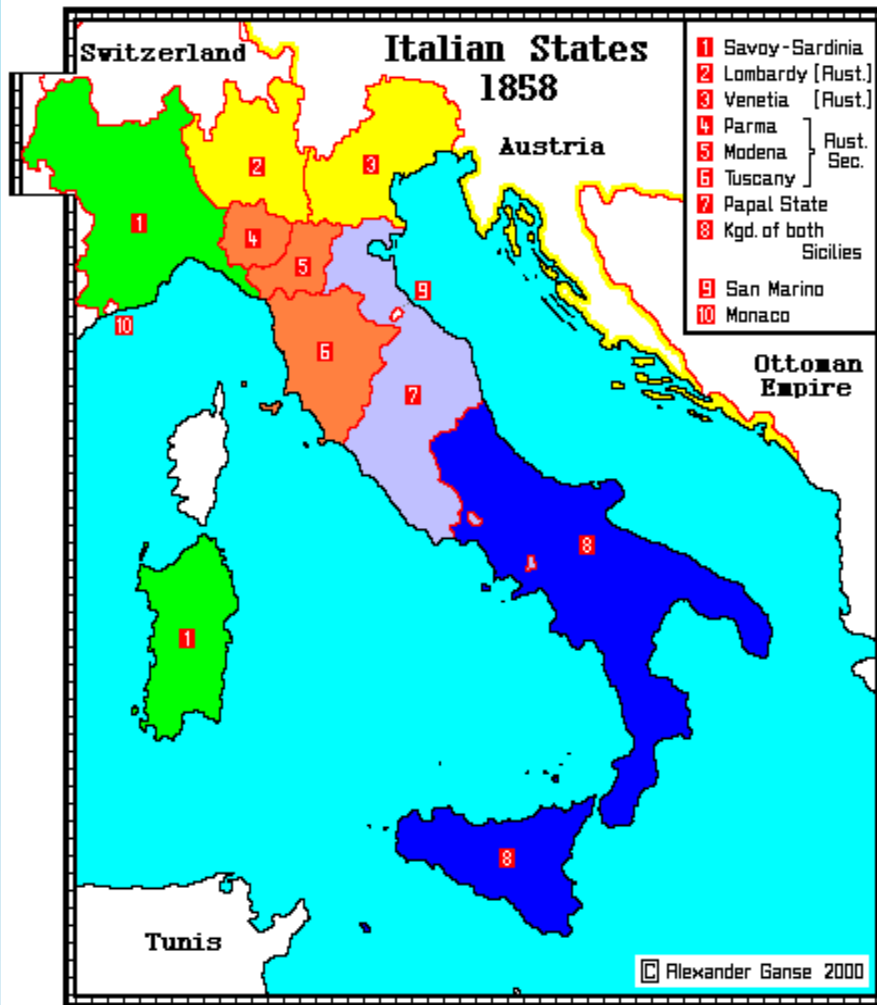 Switzerland
Italian States
1858
Austria
Ottoman
Empire
Tunis
1 Savoy-Sardinia
2 Lombardy [Aust.]
3 Venetia [Aust.]
4 Parma
5 Modena
6 Tuscany
Aust.
Sec.
7 Papal State
8 Kgd. of both
Sicilies
9 San Marino
10 Monaco
1
2
3
4
5
6
7
8
9
10
1
8
C Alexander Ganse 2000